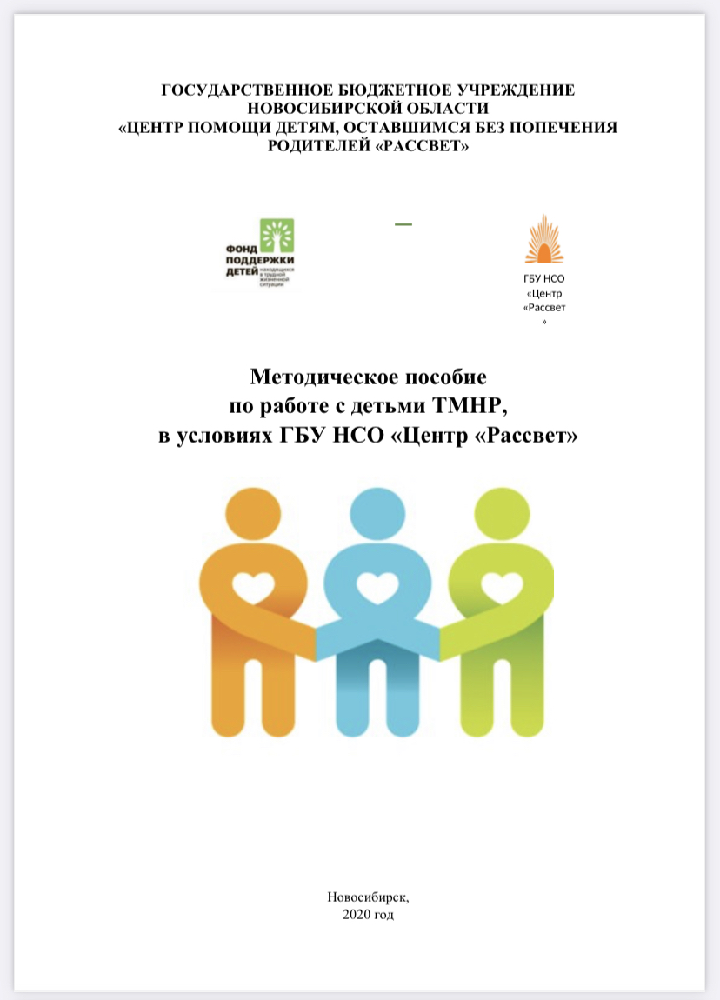 ГОСУДАРСТВЕННОЕ БЮДЖЕТНОЕ УЧРЕЖДЕНИЕ
НОВОСИБИРСКОЙ ОБЛАСТИ
«ЦЕНТР ПОМОЩИ ДЕТЯМ, ОСТАВШИМСЯ БЕЗ ПОПЕЧЕНИЯ
РОДИТЕЛЕЙ «РАССВЕТ»
ФОНД
ПОДДЕРЖКИ
ДЕТЕЙ
находящихся
в трудной
жизненной
ситуации
ГБУ НСО
«Центр
«Рассвет
»
Методическое пособие
по работе с детьми ТМНР,
в условиях ГБУ НСО «Центр «Рассвет»
Новосибирск,
2020 год